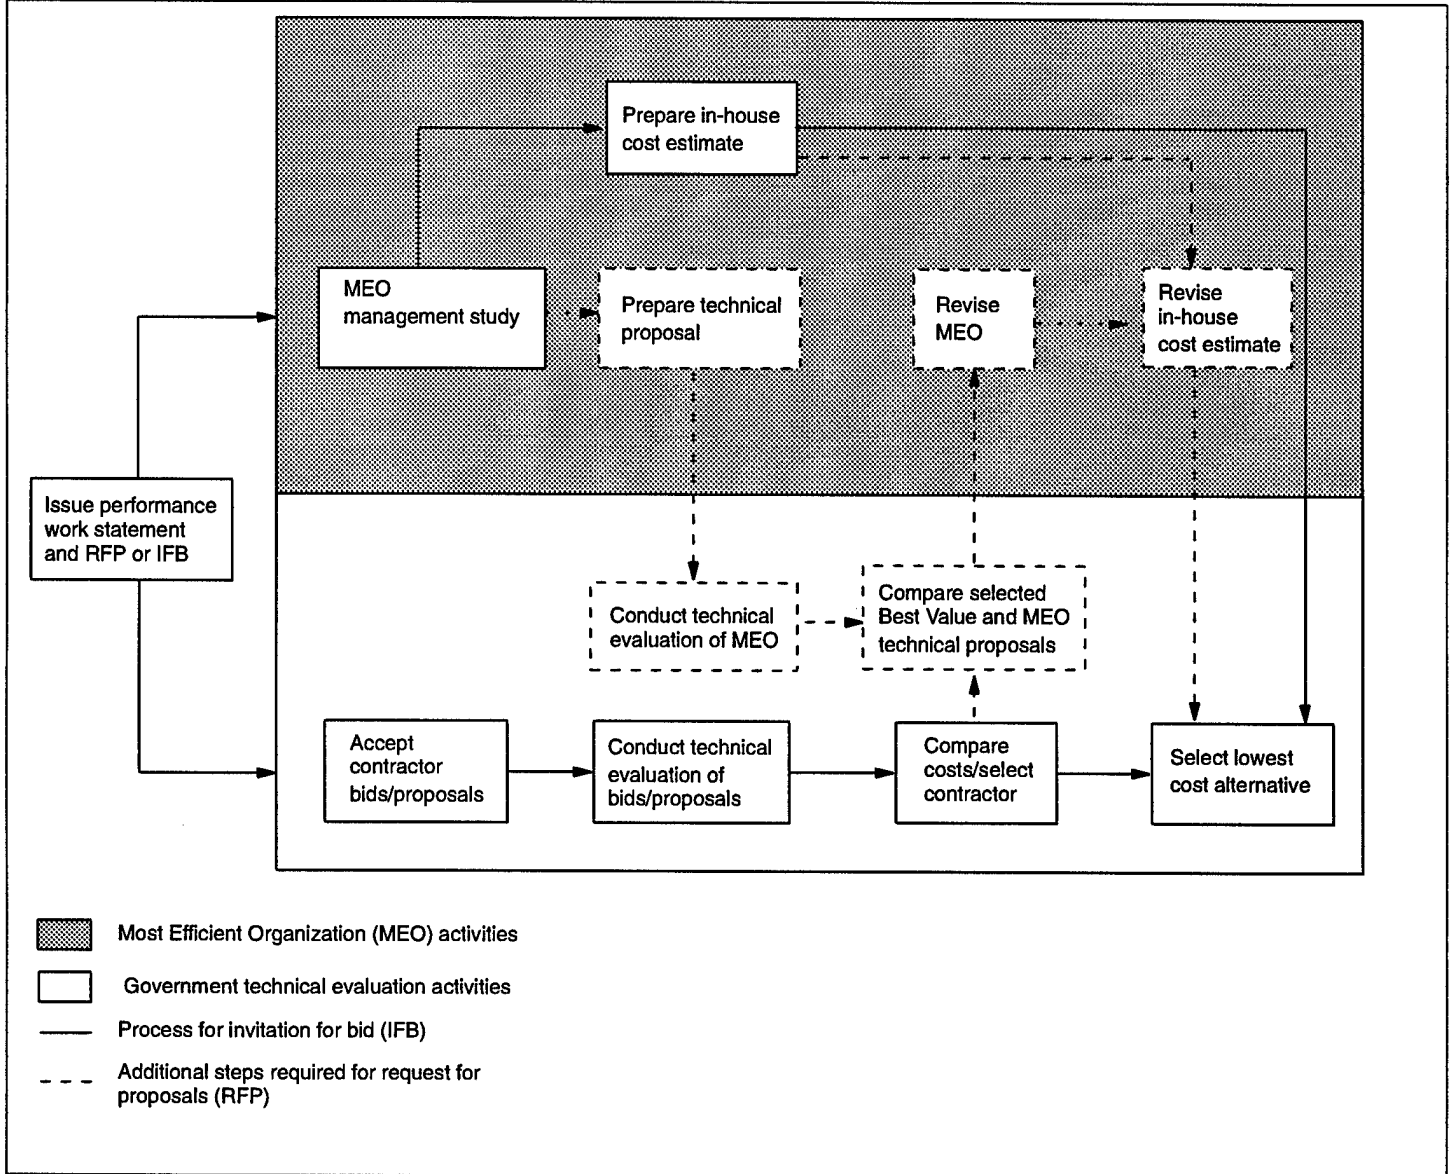 Prepare in-house
cost estimate
MEO
management study
Prepare technical
proposal
Revise
MEO
Revise
in-house
cost estimate
Issue performance
work statement
and RFP or IFB
Conduct technical
evaluation of MEO
Compare selected
Best Value and MEO
technical proposals
Accept
contractor
bids/proposals
Conduct technical
evaluation of
bids/proposals
Compare
costs/select
contractor
Select lowest
cost alternative
Most Efficient Organization (MEO) activities
Government technical evaluation activities
Process for invitation for bid (IFB)
Additional steps required for request for
proposals (RFP)